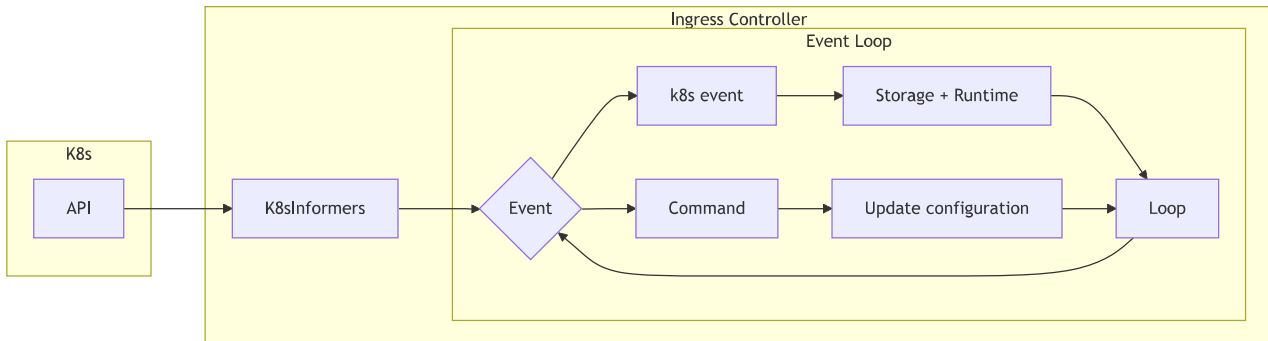 Ingress Controller
Event Loop
k8s event
Storage + Runtime
K8s
API
K8sInformers
Event
Command
Update configuration
Loop